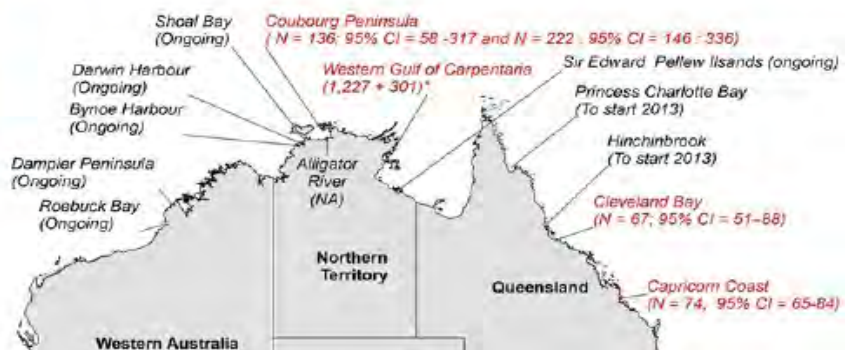 Shoal Bay
(Ongoing)
Coubourg Peninsula
( N = 136; 95% CI = 58 -317 and N = 222 . 95% CI = 146 - 336)
Darwin Harbour
(Ongoing)
Western Gulf of Carpentaria
(1,227 + 301)*
Sir Edward Pellew Ilsands (ongoing)
Bynoe Harbour
(Ongoing)
Princess Charlotte Bay
(To start 2013)
Hinchinbrook
(To start 2013)
Dampier Peninsula
(Ongoing)
Alligator
River
(NA)
Roebuck Bay
(Ongoing)
Cleveland Bay
(N = 67; 95% CI = 51-88)
Northern
Territory
Queensland
Capricorn Coast
(N = 74, 95% CI = 65-84)
Western Australia